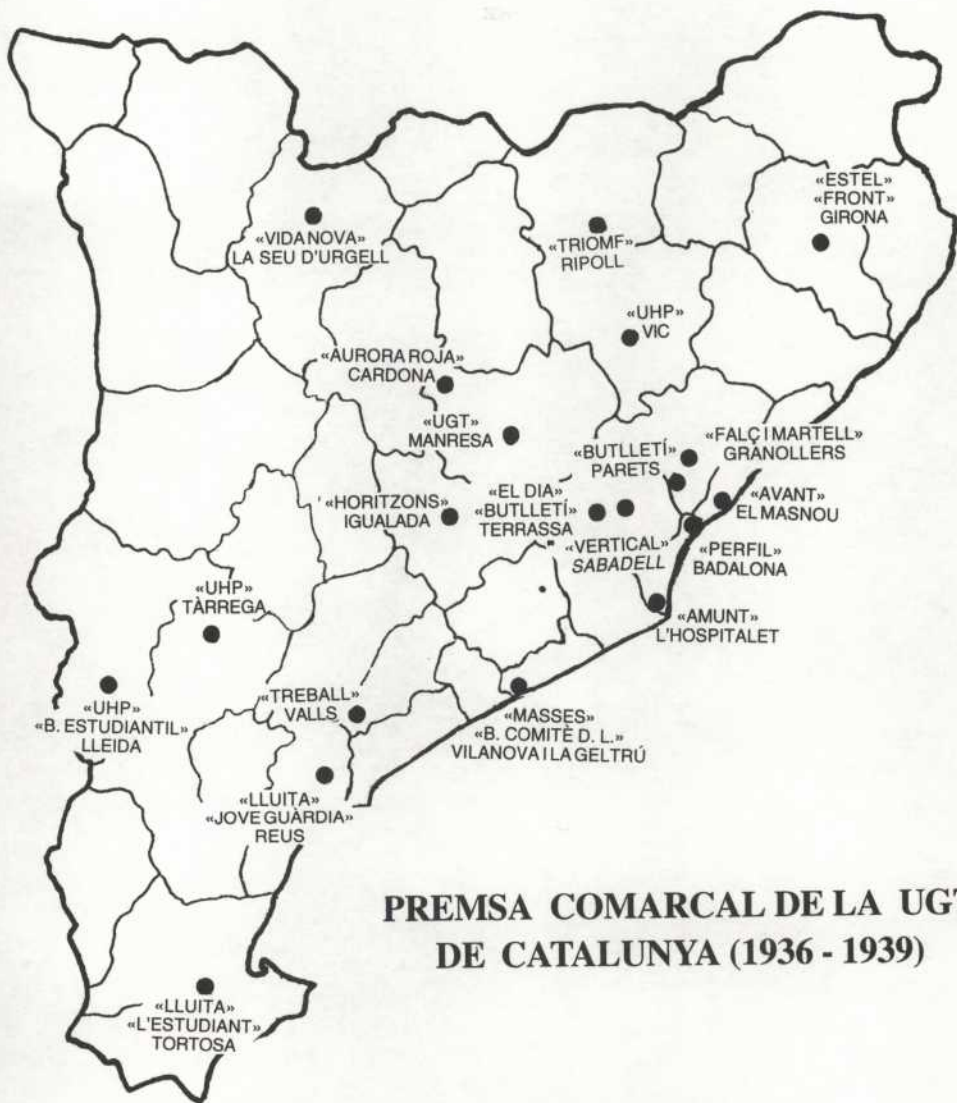 «ESTEL»
«FRONT»
GIRONA
«VIDA NOVA»
LA SEU D'URGELL
«TRIOMF»
RIPOLL
«UHP»
VIC
«AURORA ROJA»
CARDONA
«UGT»
MANRESA
«BUTLLETÍ»
PARETS
«FALÇ I MARTELL»
GRANOLLERS
«HORITZONS»
IGUALADA
«EL DIA»
«BUTLLETÍ»
TERRASSA
«AVANT»
EL MASNOU
«VERTICAL»
SABADELL
«PERFIL»
BADALONA
«UHP»
TÀRREGA
«AMUNT»
L'HOSPITALET
«UHP»
«B. ESTUDIANTIL»
LLEIDA
«TREBALL»
VALLS
«MASSES»
«B. COMITÈ D. L.»
VILANOVA I LA GELTRÚ
«LLUITA»
«JOVE GUÀRDIA»
REUS
PREMSA COMARCAL DE LA UGT
DE CATALUNYA (1936 - 1939)
«LLUITA»
«L'ESTUDIANT»
TORTOSA